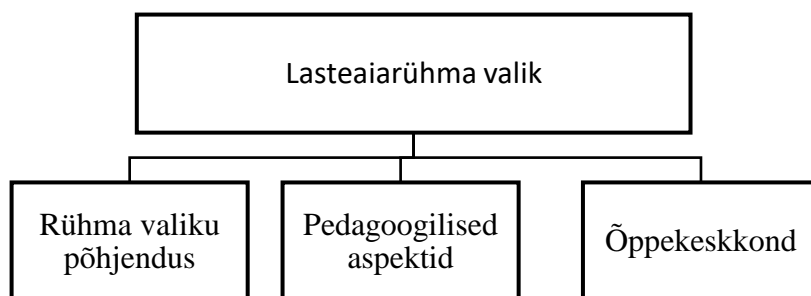 Lasteaiarühma valik
Rühma valiku
põhjendus
Pedagoogilised
aspektid
Õppekeskkond